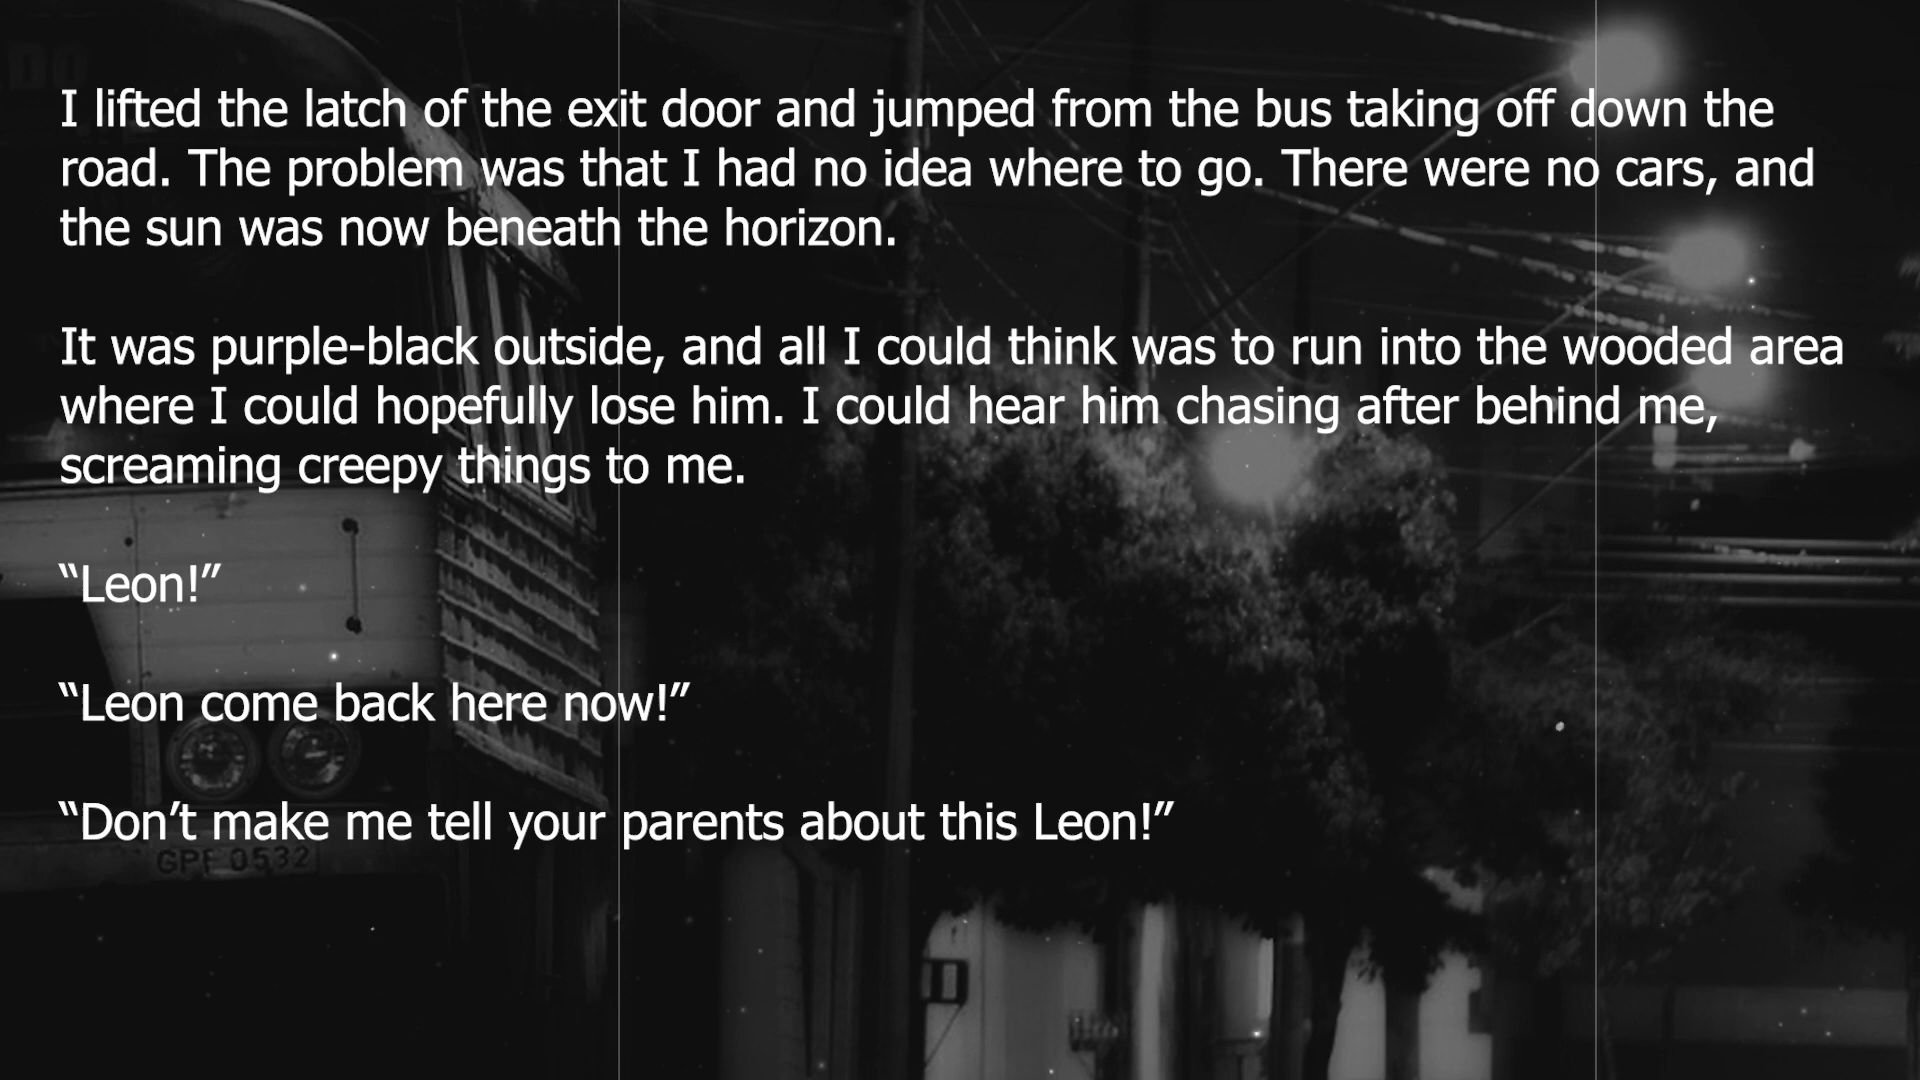 I lifted the latch of the exit door and jumped from the bus taking off down the
road. The problem was that I had no idea where to go. There were no cars, and
the sun was now beneath the horizon.
It was purple-black outside, and all I could think was to run into the wooded area
where I could hopefully lose him. I could hear him chasing after behind me,
screaming creepy things to me.
“Leon!”
“Leon come back here now!”
“Don’t make me tell your parents about this Leon!”
GPF 0532